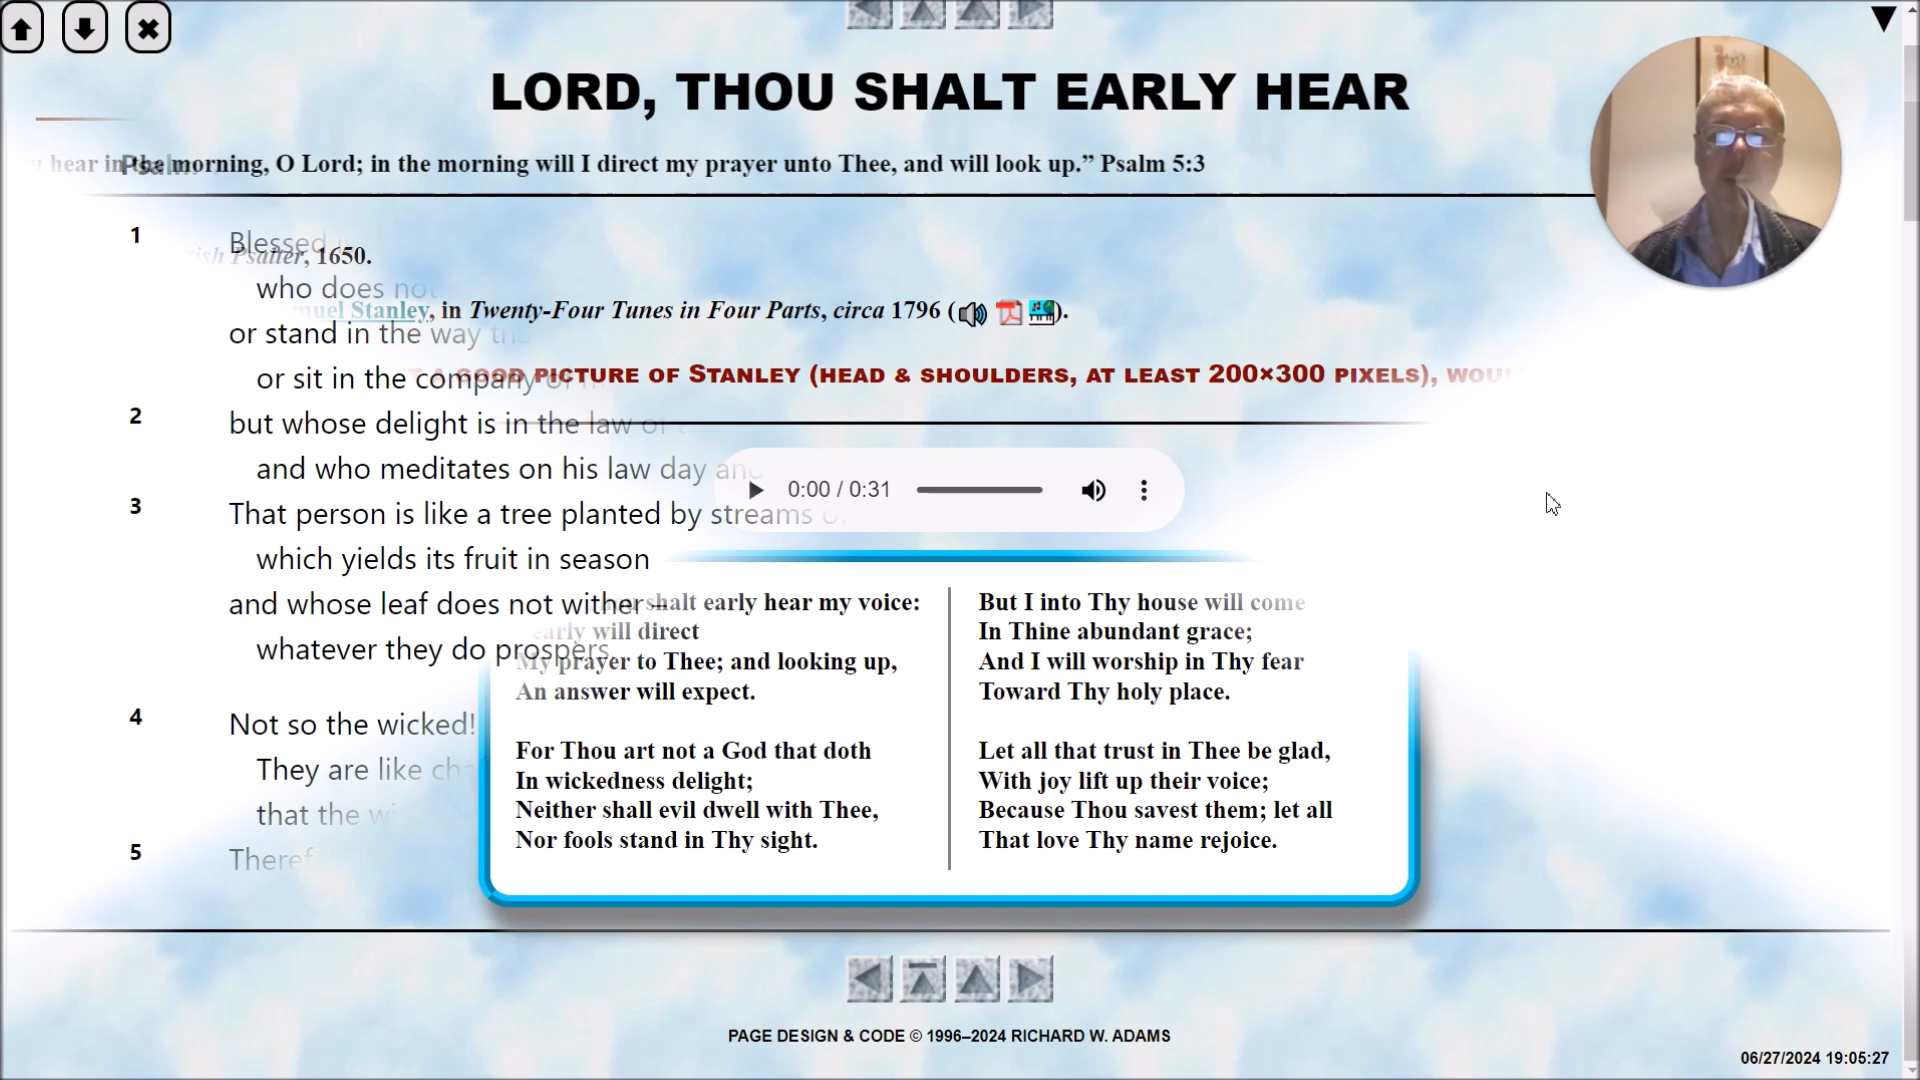 LORD, THOU SHALT EARLY HEAR
hear in the morning, O Lord; in the morning will I direct my prayer unto Thee, and will look up.” Psalm 5:3
Psalm
1 Blessed
Psalter, 1650.
who does not
Stanley, in Twenty-Four Tunes in Four Parts, circa 1796 ( ).
or stand in the way
a good picture of Stanley (head & shoulders, at least 200×300 pixels),
or sit in the company of
2 but whose delight is in the law of
and who meditates on his law day and
0:00 / 0:31
3 That person is like a tree planted by streams
which yields its fruit in season
and whose leaf does not wither—
whatever they do prospers
4 Not so the wicked!
They are like
that the
5
shalt early hear my voice:
early will direct
My prayer to Thee; and looking up,
An answer will expect.
For Thou art not a God that doth
In wickedness delight;
Neither shall evil dwell with Thee,
Nor fools stand in Thy sight.
But I into Thy house will come
In Thine abundant grace;
And I will worship in Thy fear
Toward Thy holy place.
Let all that trust in Thee be glad,
With joy lift up their voice;
Because Thou savest them; let all
That love Thy name rejoice.
PAGE DESIGN & CODE © 1996–2024 RICHARD W. ADAMS
06/27/2024 19:05:27